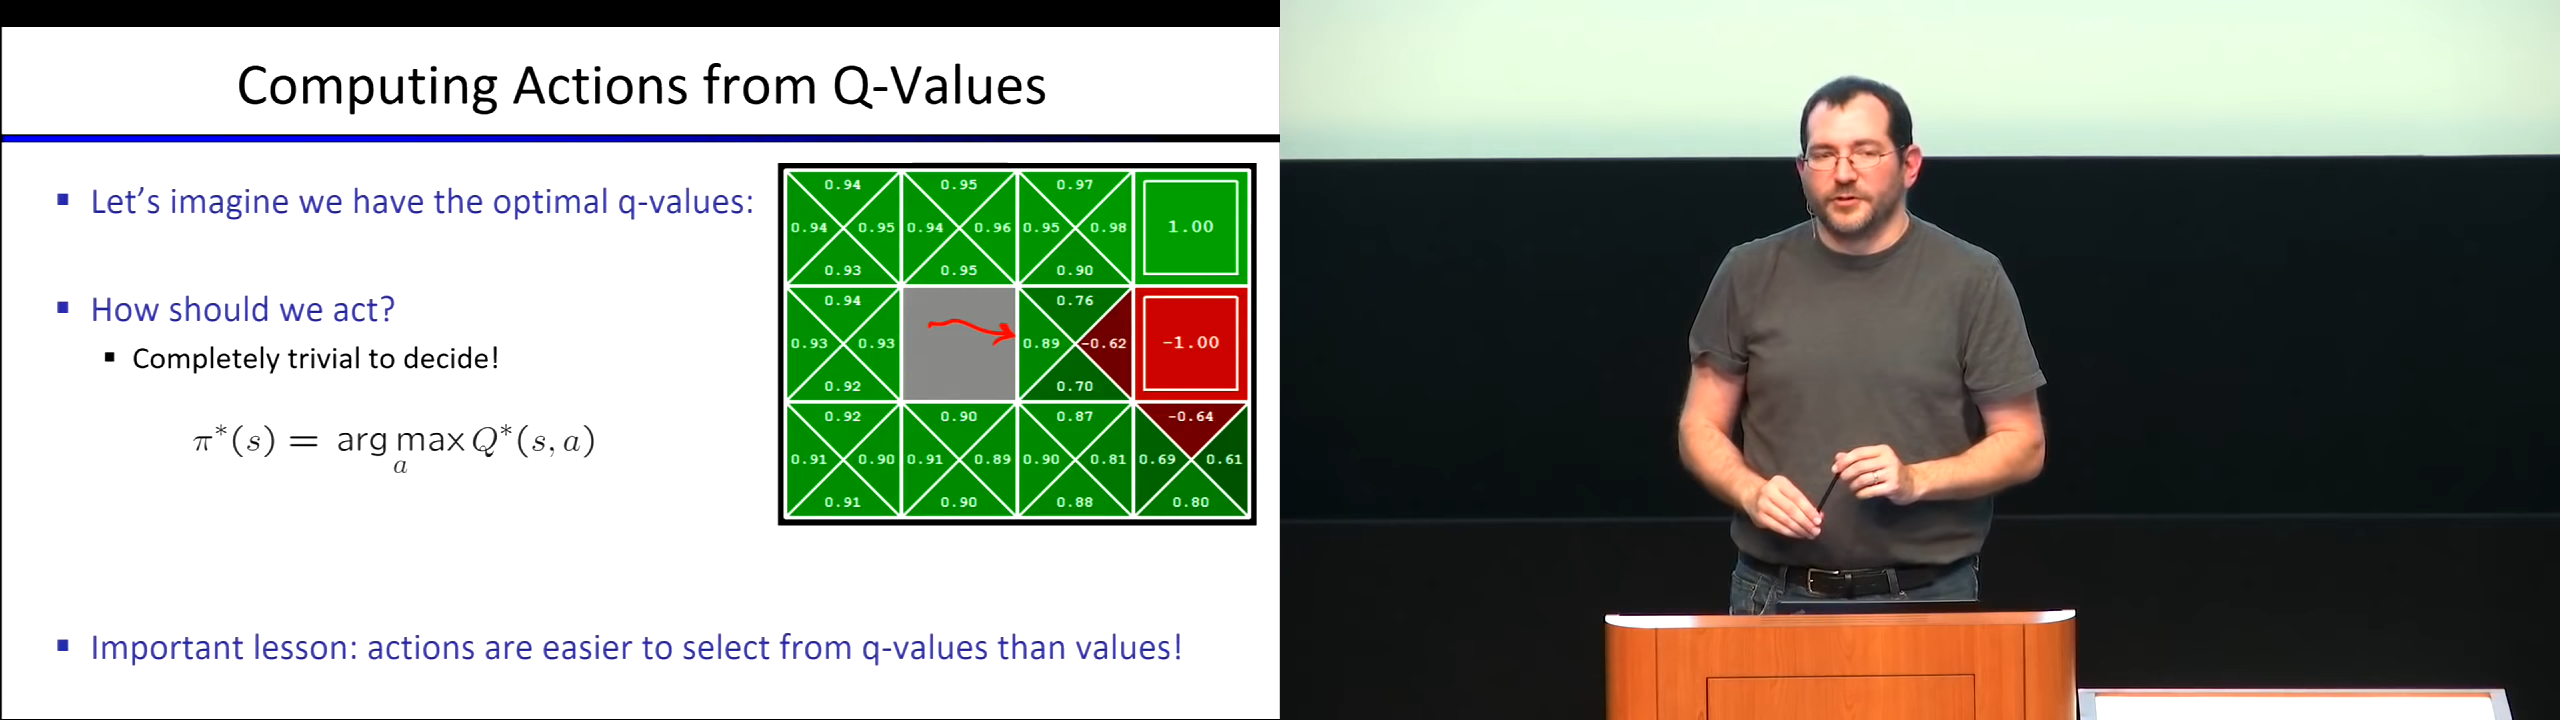 Computing Actions from Q-Values
▪ Let’s imagine we have the optimal q-values:
▪ How should we act?
▪ Completely trivial to decide!
π*(s) = arg max Q*(s, a)
a
▪ Important lesson: actions are easier to select from q-values than values!
0.94 0.95 0.97
0.94 0.95 0.94 0.96 0.95 0.98 1.00
0.93 0.95 0.90
0.94 0.76
0.93 0.93 0.89 -0.62 -1.00
0.92 0.70
0.92 0.90 0.87 -0.64
0.91 0.90 0.91 0.89 0.90 0.81 0.69 0.61
0.91 0.90 0.88 0.80